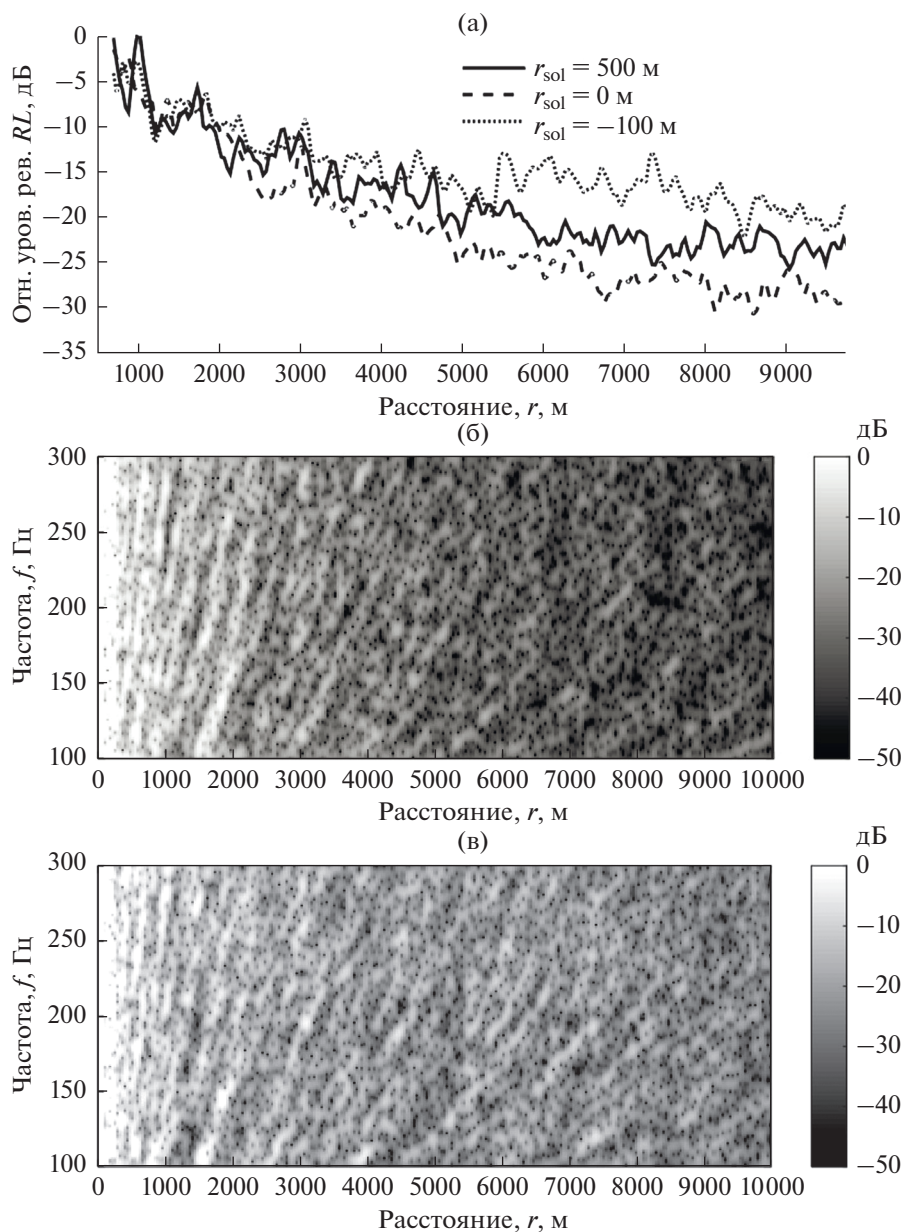 (а)
Отн. уров. рев. RL, дБ
0
−5
−10
−15
−20
−25
−30
−35
r_sol = 500 м
r_sol = 0 м
r_sol = −100 м
1000 2000 3000 4000 5000 6000 7000 8000 9000
Расстояние, r, м
(б)
дБ
Частота, f, Гц
300
250
200
150
100
0 1000 2000 3000 4000 5000 6000 7000 8000 9000 10000
0
−10
−20
−30
−40
−50
Расстояние, r, м
(в)
дБ
Частота, f, Гц
300
250
200
150
100
0 1000 2000 3000 4000 5000 6000 7000 8000 9000 10000
0
−10
−20
−30
−40
−50
Расстояние, r, м